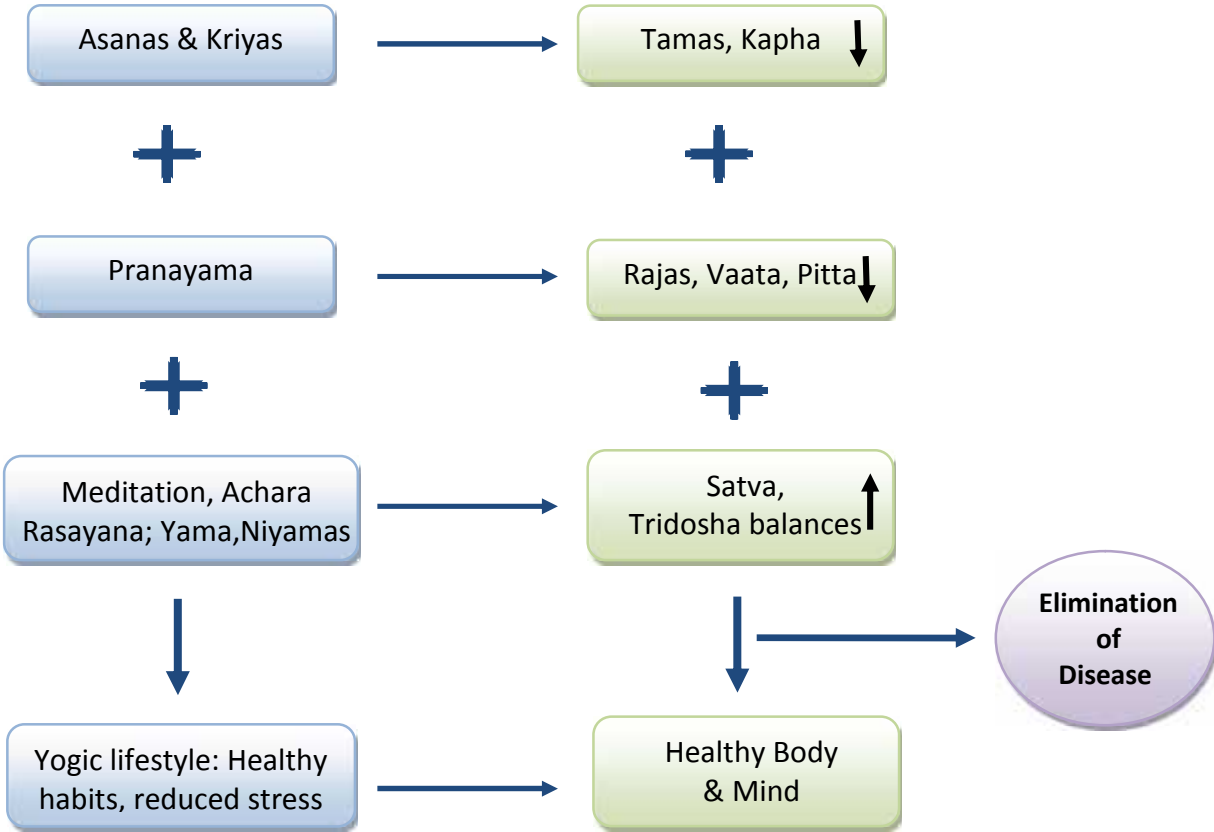 Asanas & Kriyas
Tamas, Kapha
Pranayama
Rajas, Vaata, Pitta
Meditation, Achara
Rasayana; Yama,Niyamas
Satva,
Tridosha balances
Elimination
of
Disease
Yogic lifestyle: Healthy
habits, reduced stress
Healthy Body
& Mind